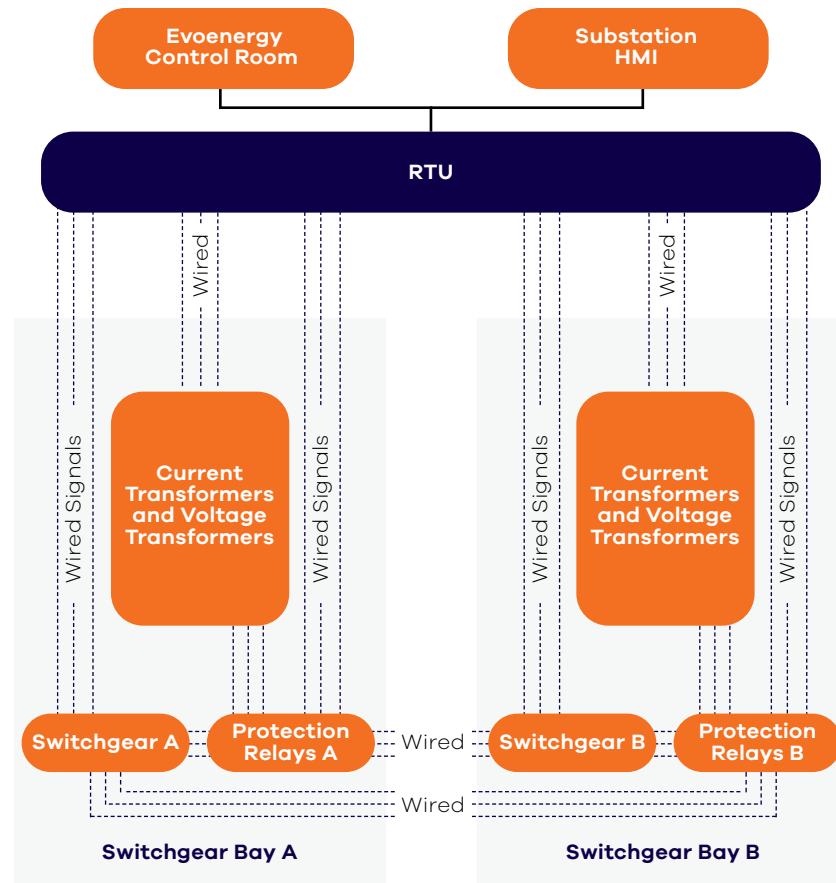 Evoenergy
Control Room
Substation
HMI
RTU
Wired
Wired
Wired Signals
Current
Transformers
and Voltage
Transformers
Wired Signals
Wired Signals
Current
Transformers
and Voltage
Transformers
Wired Signals
Switchgear A
Protection
Relays A
Wired
Switchgear B
Protection
Relays B
Wired
Switchgear Bay A
Switchgear Bay B